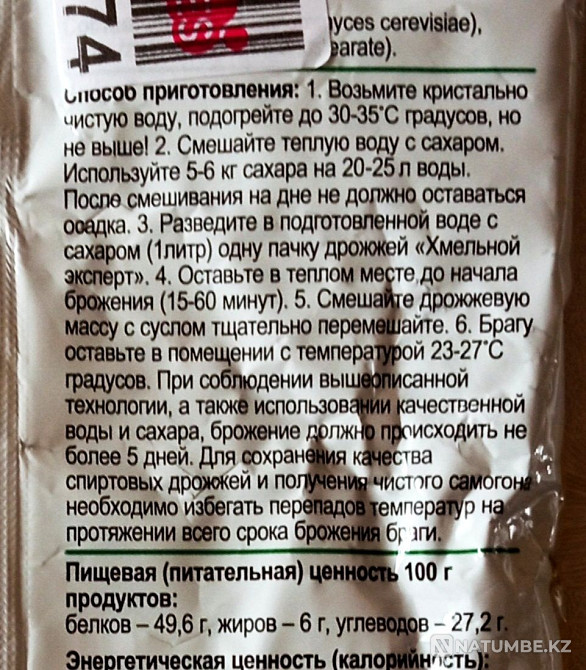 74
yces cerevisiae),
earate).
Способ приготовления: 1. Возьмите кристально
чистую воду, подогрейте до 30-35°С градусов, но
не выше! 2. Смешайте теплую воду с сахаром.
Используйте 5-6 кг сахара на 20-25 л воды.
После смешивания на дне не должно оставаться
осадка. 3. Разведите в подготовленной воде с
сахаром (1литр) одну пачку дрожжей «Хмельной
эксперт». 4. Оставьте в теплом месте до начала
брожения (15-60 минут). 5. Смешайте дрожжевую
массу с суслом тщательно перемешайте. 6. Брагу
оставьте в помещении с температурой 23-27°С
градусов. При соблюдении вышеописанной
технологии, а также использовании качественной
воды и сахара, брожение должно происходить не
более 5 дней. Для сохранения качества
спиртовых дрожжей и получения чистого самогона
необходимо избегать перепадов температур на
протяжении всего срока брожения браги.
Пищевая (питательная) ценность 100 г
продуктов:
белков – 49,6 г, жиров – 6 г, углеводов – 27,2 г.
Энергетическая ценность (калорийность)
NATUMBE.KZ